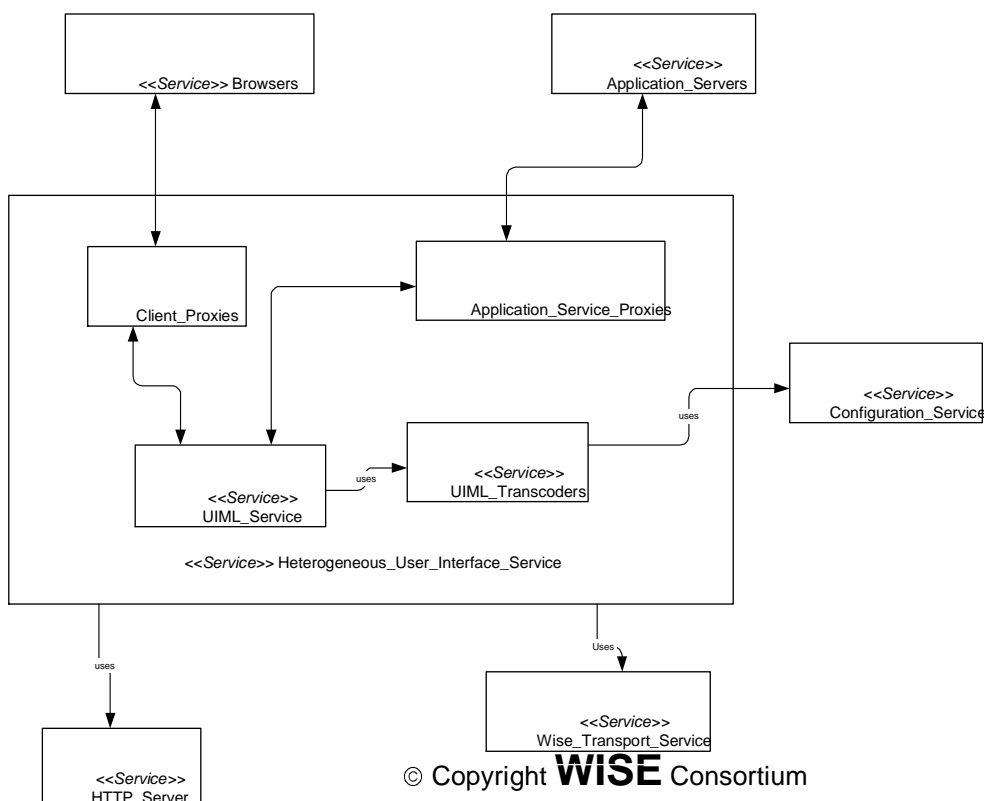 <<Service>> Browsers
<<Service>>
Application_Servers
Client_Proxies
Application_Service_Proxies
<<Service>>
Configuration_Service
uses
<<Service>>
UIML_Transcoders
uses
<<Service>>
UIML_Service
<<Service>> Heterogeneous_User_Interface_Service
uses
Uses
<<Service>>
Wise_Transport_Service
<<Service>>
HTTP_Server
© Copyright WISE Consortium